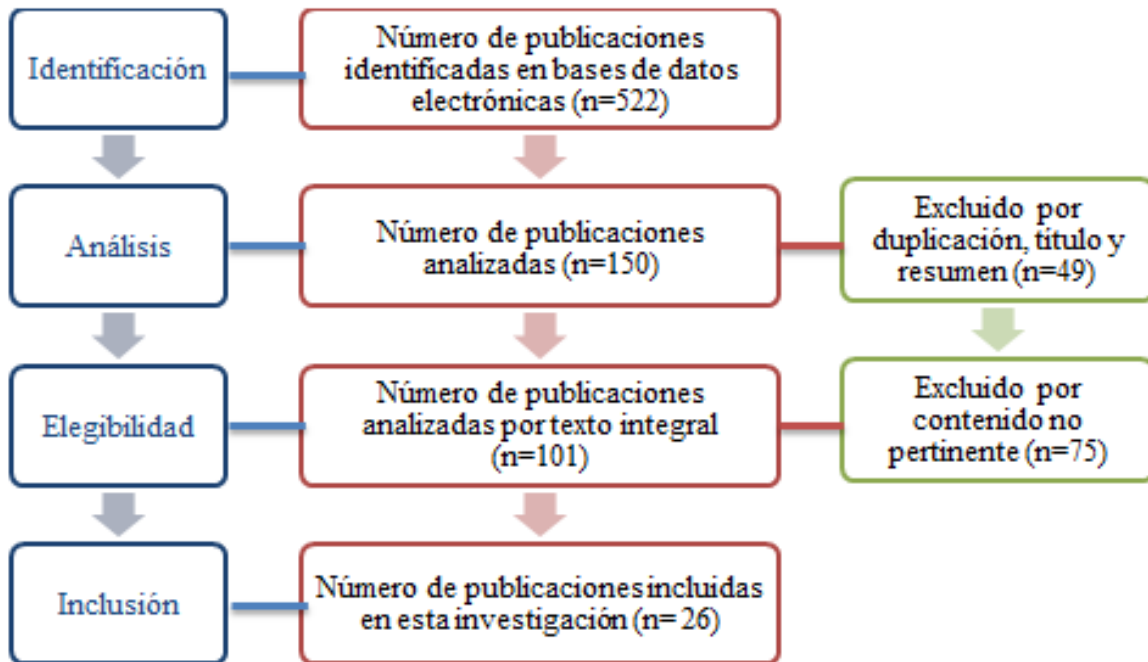 Identificación
Número de publicaciones
identificadas en bases de datos
electrónicas (n=522)
Análisis
Número de publicaciones
analizadas (n=150)
Excluido por
duplicación, título y
resumen (n=49)
Elegibilidad
Número de publicaciones
analizadas por texto integral
(n=101)
Excluido por
contenido no
pertinente (n=75)
Inclusión
Número de publicaciones incluidas
en esta investigación (n= 26)